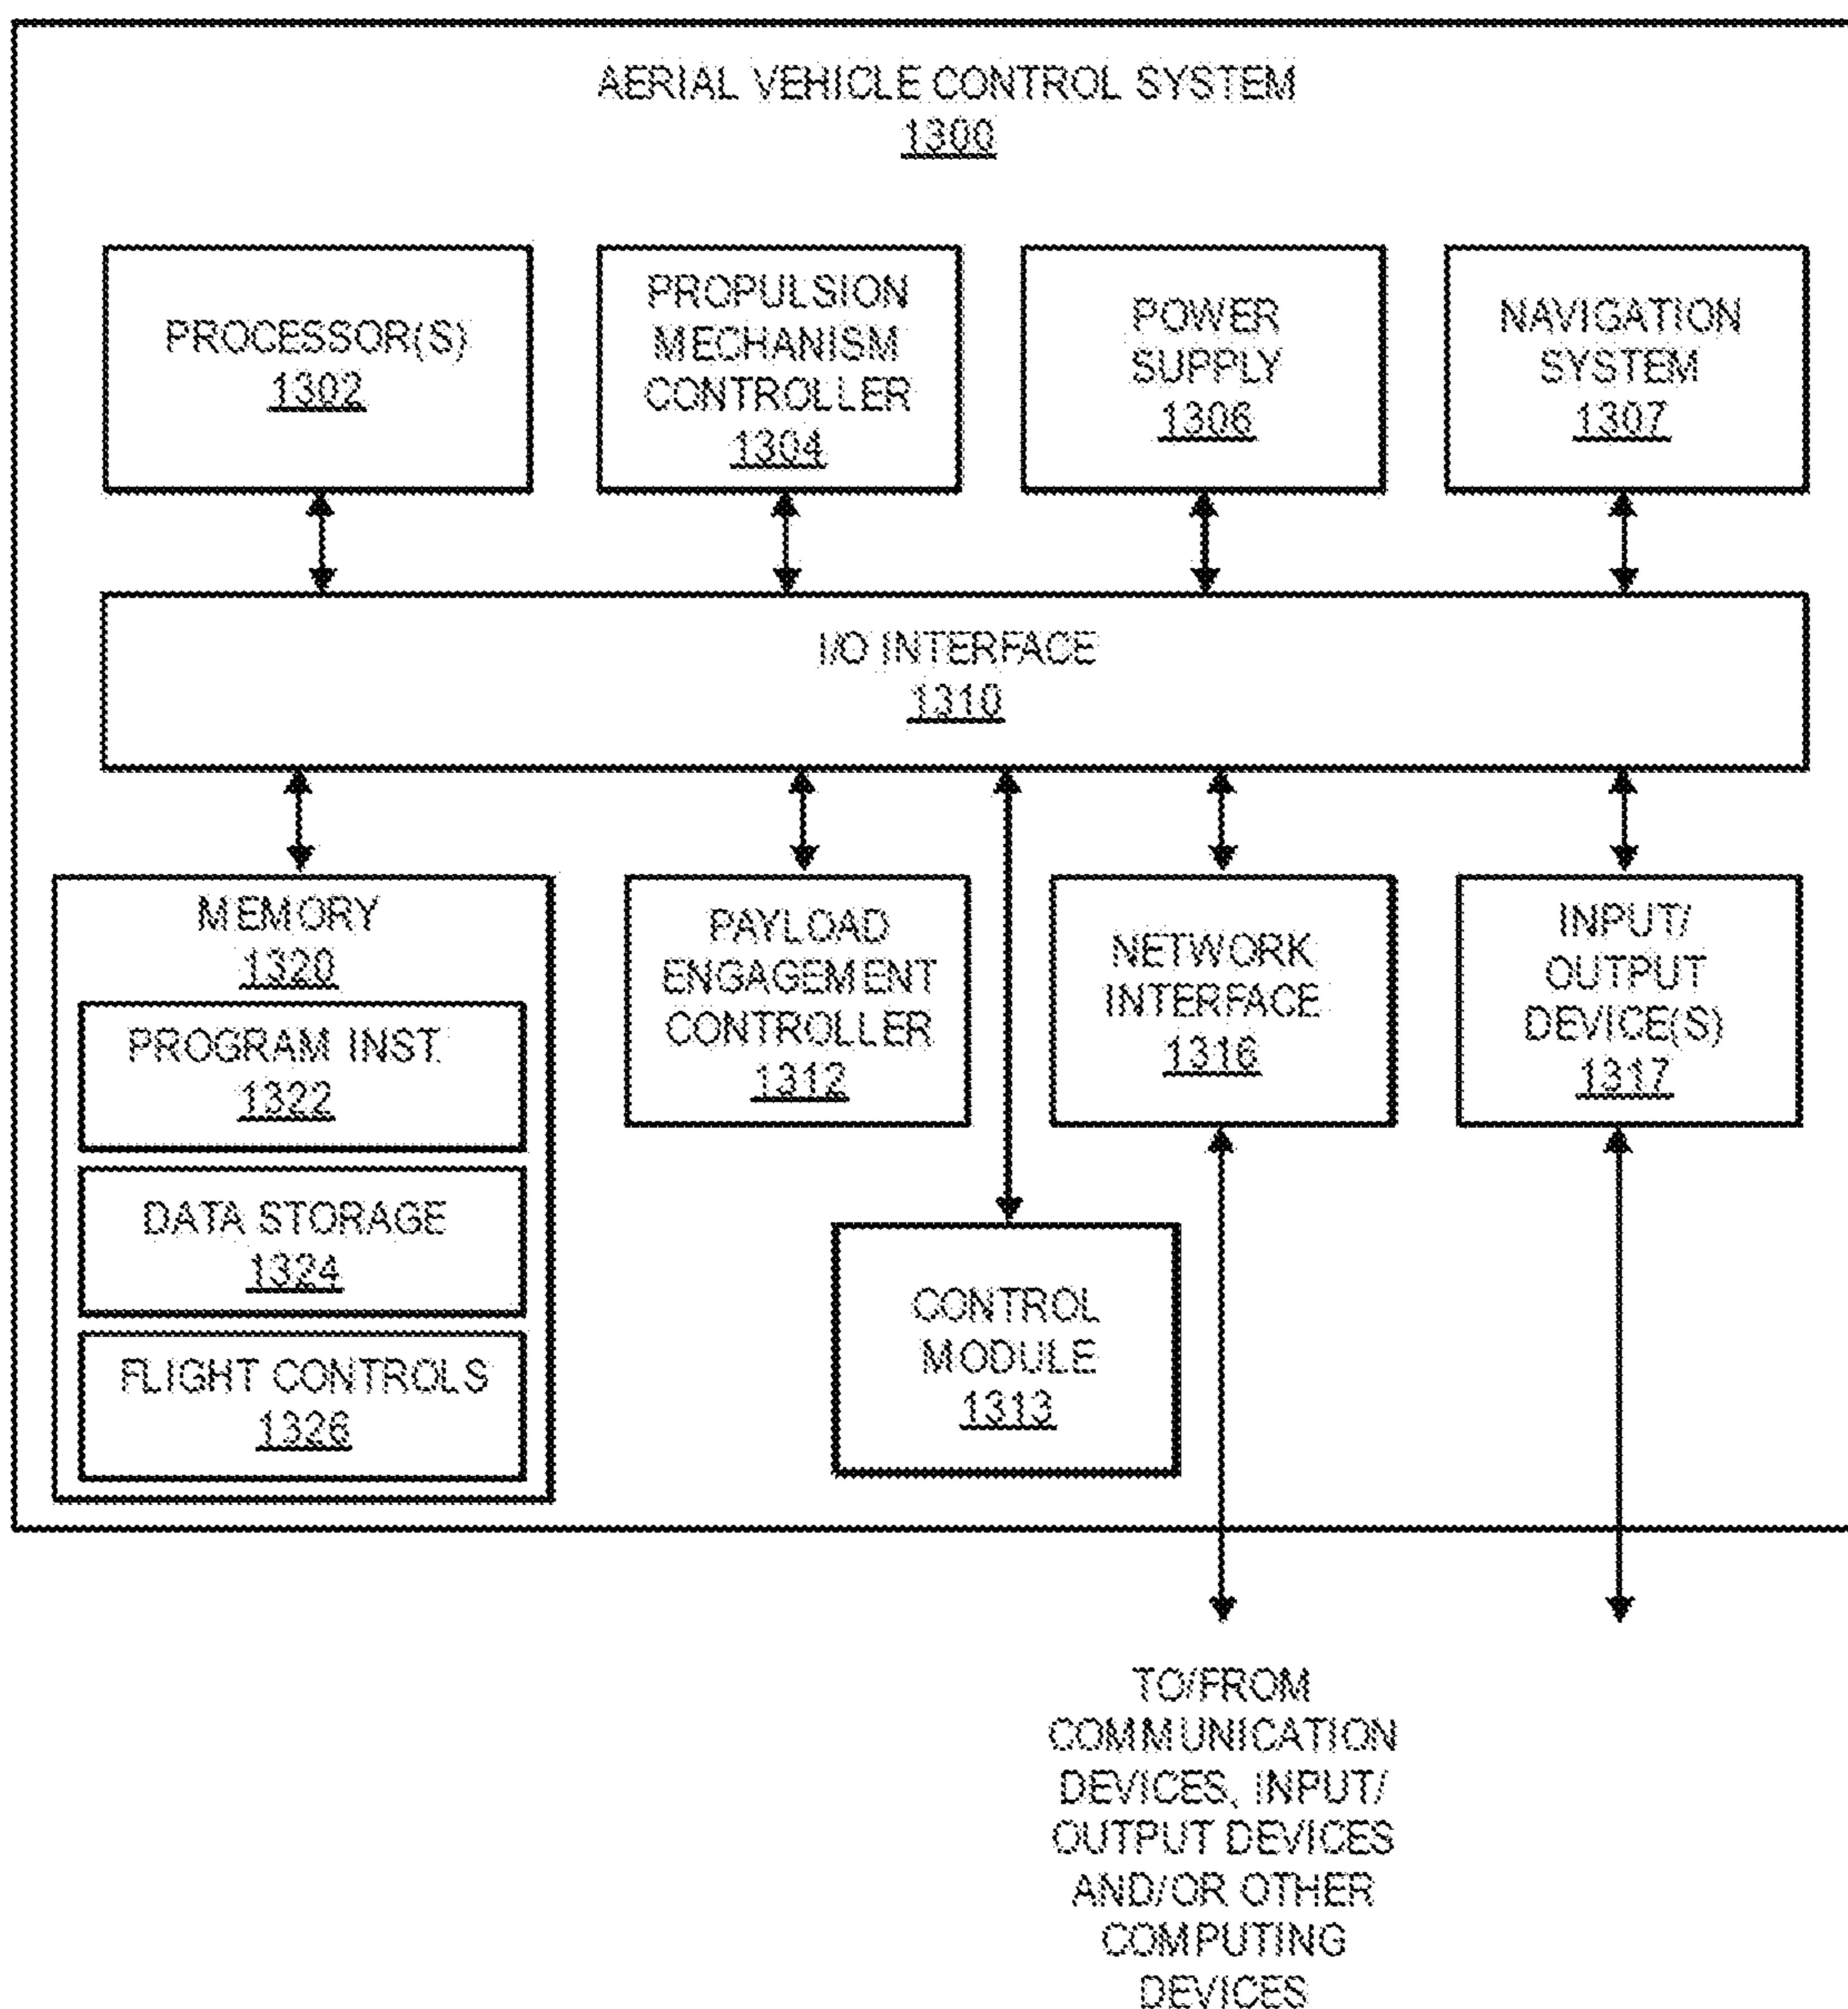 AERIAL VEHICLE CONTROL SYSTEM
1300
PROCESSOR(S)
1302
PROPULSION
MECHANISM
CONTROLLER
1304
POWER
SUPPLY
1306
NAVIGATION
SYSTEM
1307
I/O INTERFACE
1310
MEMORY
1320
PROGRAM INST.
1322
DATA STORAGE
1324
FLIGHT CONTROLS
1326
PAYLOAD
ENGAGEMENT
CONTROLLER
1312
NETWORK
INTERFACE
1316
INPUT/
OUTPUT
DEVICE(S)
1317
CONTROL
MODULE
1313
TO/FROM
COMMUNICATION
DEVICES, INPUT/
OUTPUT DEVICES
AND/OR OTHER
COMPUTING
DEVICES